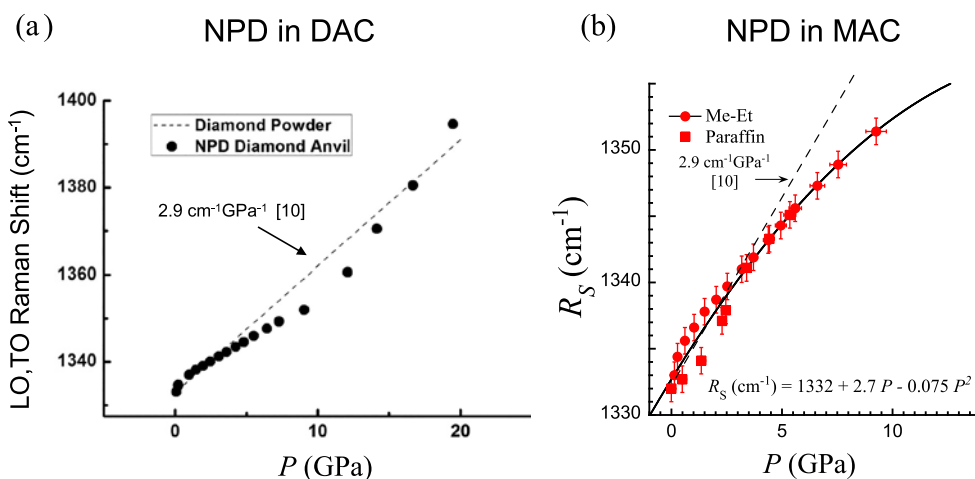 (a)
NPD in DAC
LO,TO Raman Shift (cm⁻¹)
1400
1380
1360
1340
Diamond Powder
NPD Diamond Anvil
2.9 cm⁻¹GPa⁻¹ [10]
0
10
20
P (GPa)
(b)
NPD in MAC
R_S (cm⁻¹)
1350
1340
1330
Me-Et
Paraffin
2.9 cm⁻¹GPa⁻¹
[10]
R_S (cm⁻¹) = 1332 + 2.7 P - 0.075 P²
0
5
10
P (GPa)